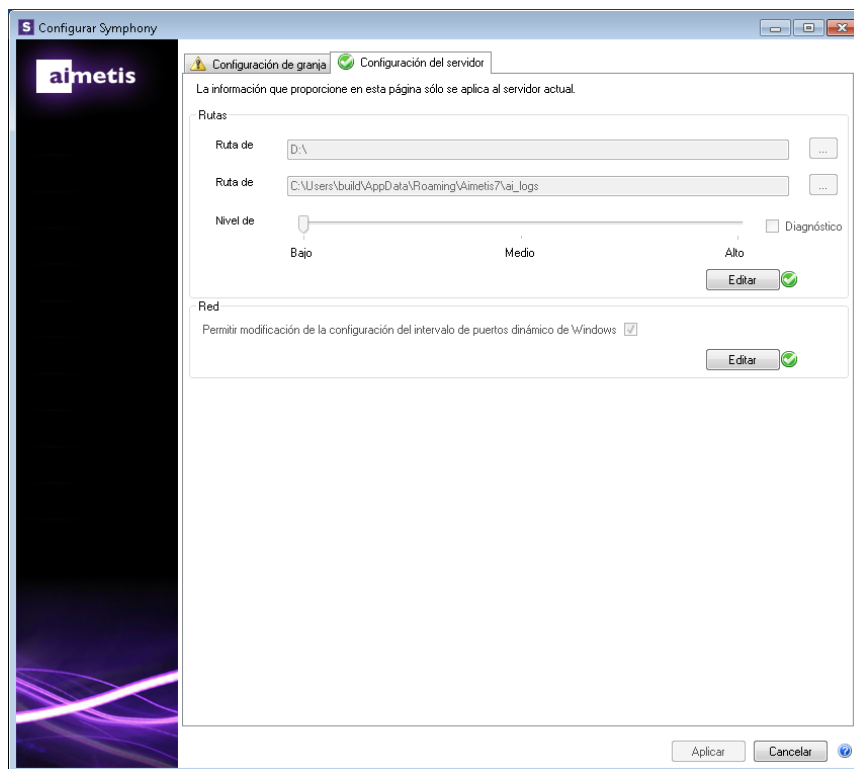 S Configurar Symphony
aimetis
Configuración de granja
Configuración del servidor
La información que proporcione en esta página sólo se aplica al servidor actual.
Rutas
Ruta de
D:\
...
Ruta de
C:\Users\build\AppData\Roaming\Aimetis7\ai_logs
...
Nivel de
Diagnóstico
Bajo
Medio
Alto
Editar
Red
Permitir modificación de la configuración del intervalo de puertos dinámico de Windows
Editar
Aplicar
Cancelar
?